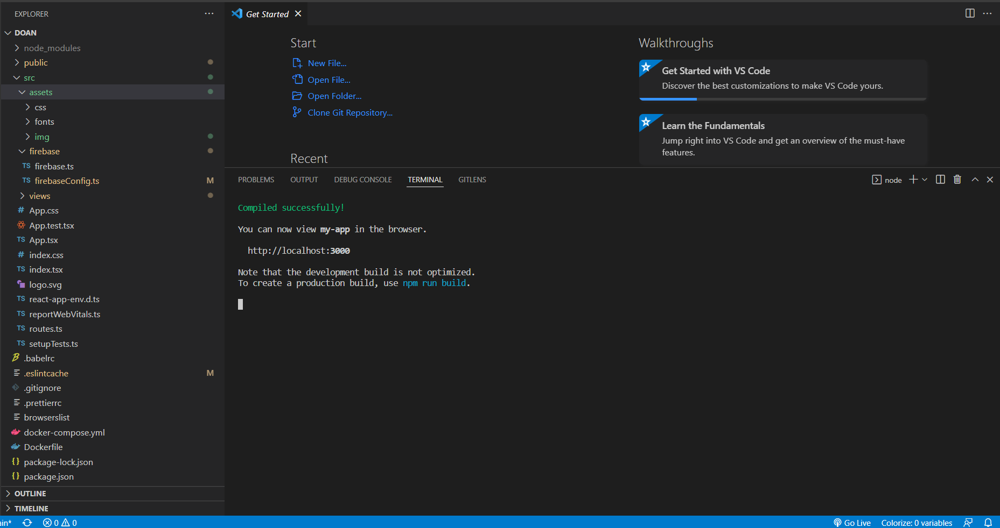 EXPLORER
DOAN
node_modules
public
src
assets
css
fonts
img
firebase
TS firebase.ts
TS firebaseConfig.ts M
views
# App.css
App.test.tsx
TS App.tsx
# index.css
TS index.tsx
logo.svg
TS react-app-env.d.ts
TS reportWebVitals.ts
TS routes.ts
TS setupTests.ts
.babelrc
.eslintcache M
.gitignore
.prettierrc
browserslist
docker-compose.yml
Dockerfile
{} package-lock.json
{} package.json
OUTLINE
TIMELINE
Get Started
Start
New File...
Open File...
Open Folder...
Clone Git Repository...
Recent
Walkthroughs
Get Started with VS Code
Discover the best customizations to make VS Code yours.
Learn the Fundamentals
Jump right into VS Code and get an overview of the must-have
features.
PROBLEMS OUTPUT DEBUG CONSOLE TERMINAL GITLENS
node
Compiled successfully!
You can now view my-app in the browser.
http://localhost:3000
Note that the development build is not optimized.
To create a production build, use npm run build.
ain* 0 0
Go Live Colorize: 0 variables